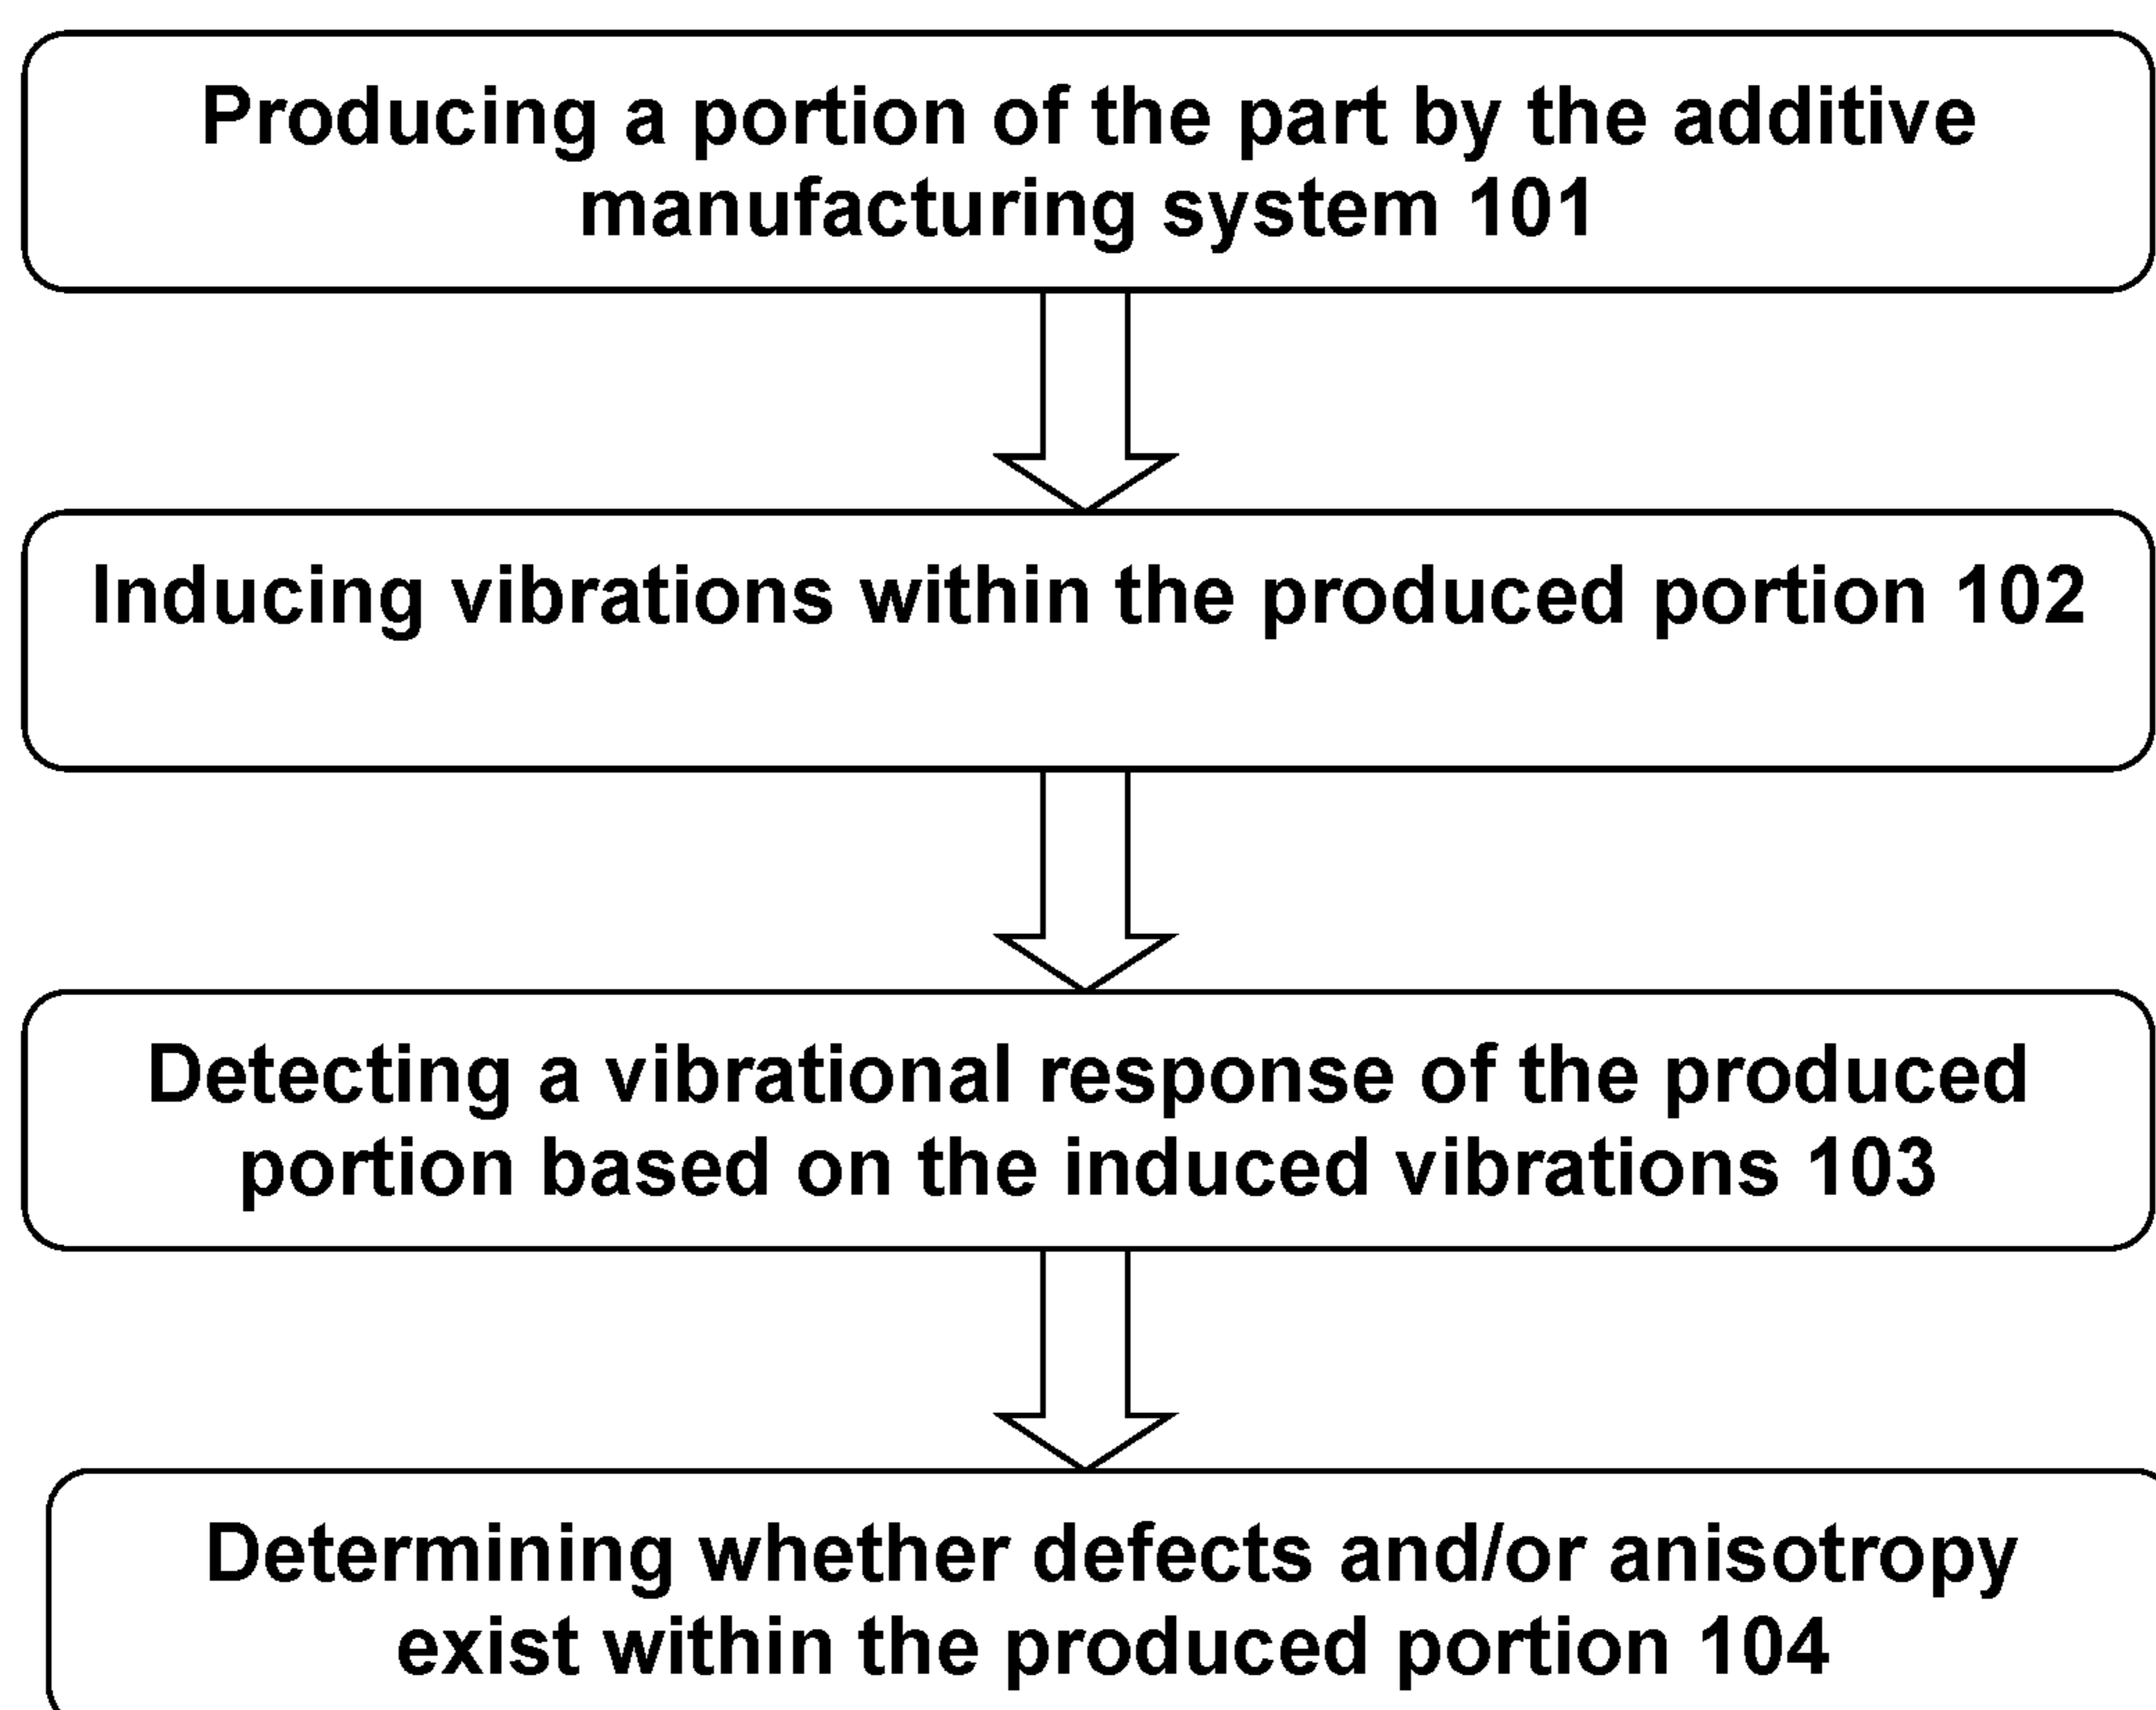 Producing a portion of the part by the additive
manufacturing system 101
Inducing vibrations within the produced portion 102
Detecting a vibrational response of the produced
portion based on the induced vibrations 103
Determining whether defects and/or anisotropy
exist within the produced portion 104